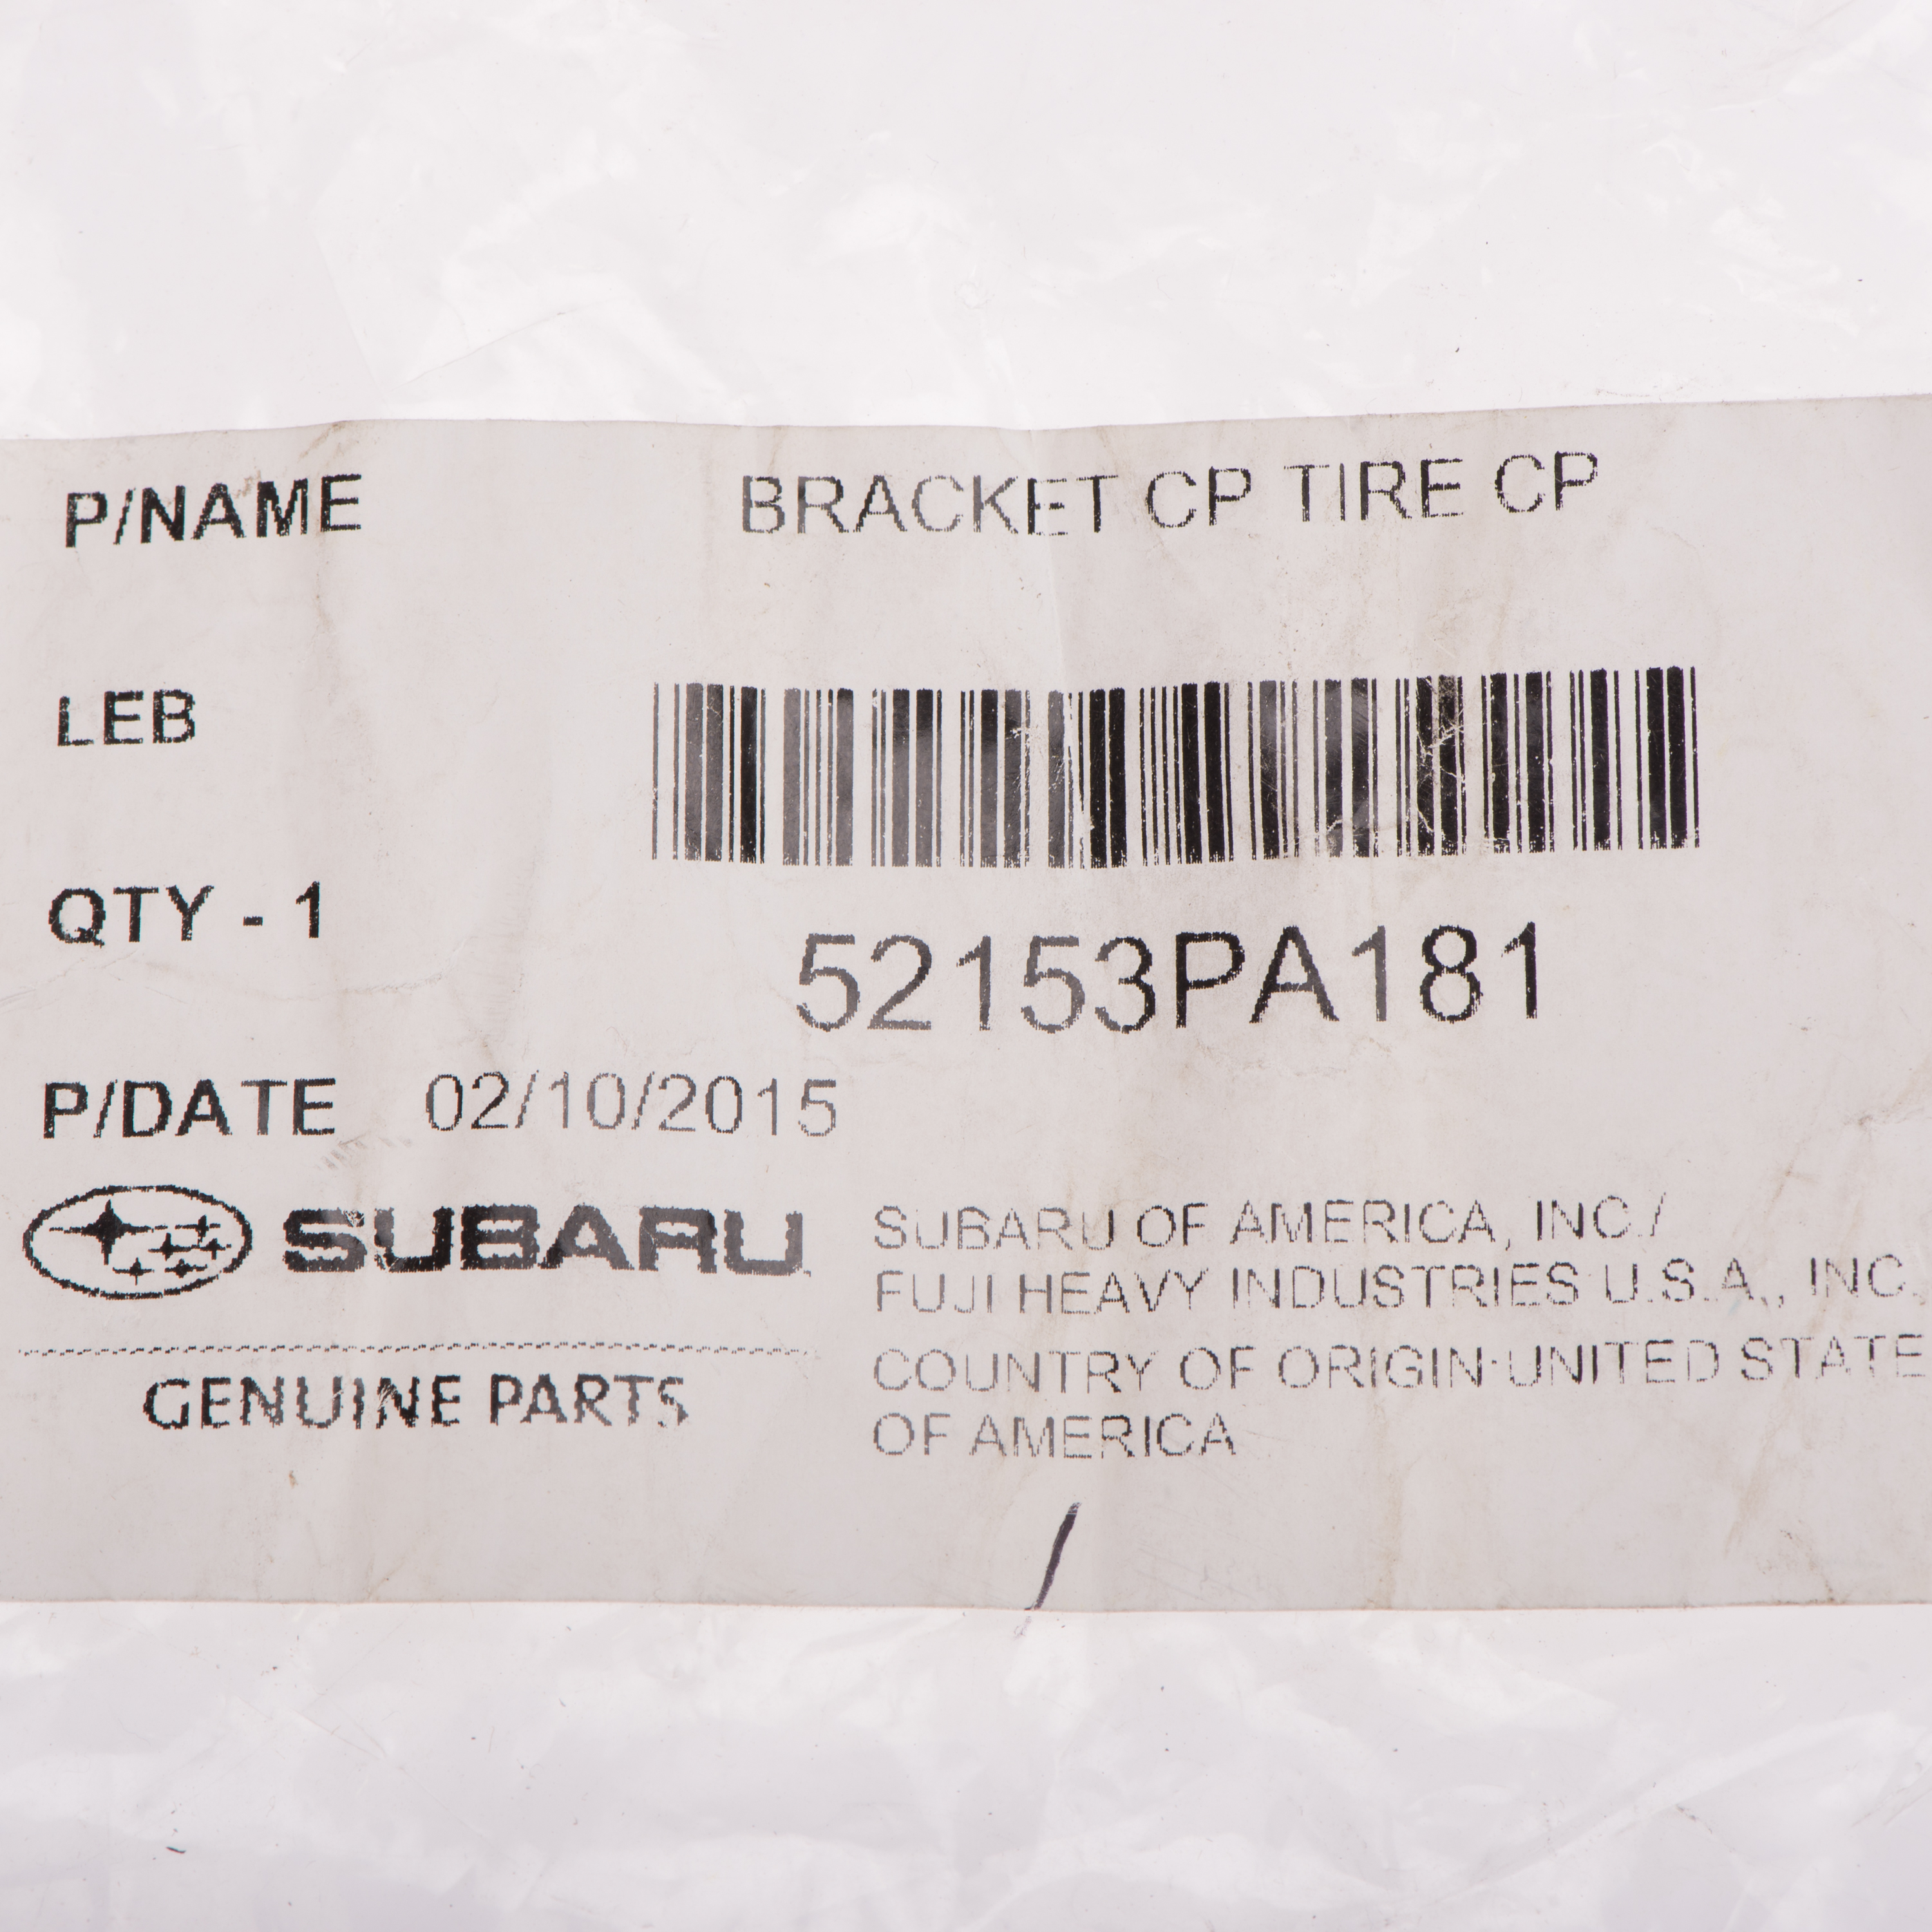 P/NAME BRACKET CP TIRE CP
LEB
QTY - 1
52153PA181
P/DATE 02/10/2015
SUBARU
GENUINE PARTS
SUBARU OF AMERICA, INC./
FUJI HEAVY INDUSTRIES U.S.A., INC.
COUNTRY OF ORIGIN:UNITED STATE
OF AMERICA